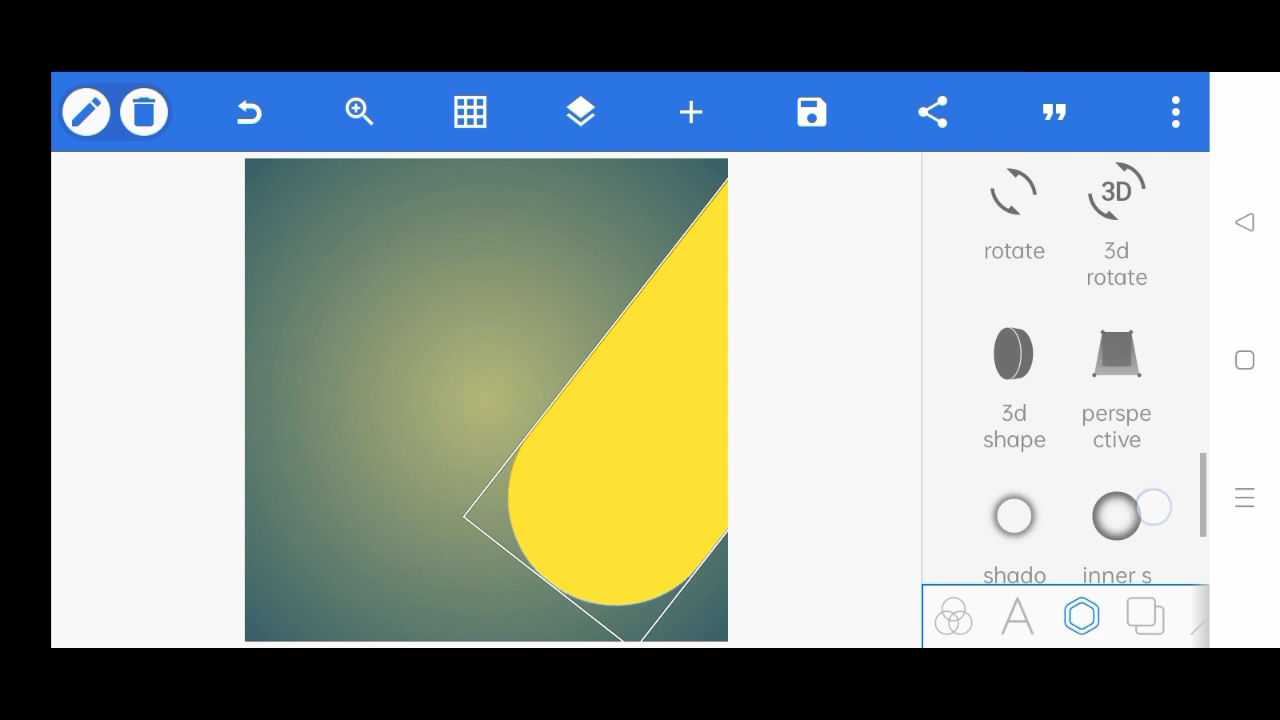 rotate
3d
rotate
3D
3d
shape
perspe
ctive
shado
inner s